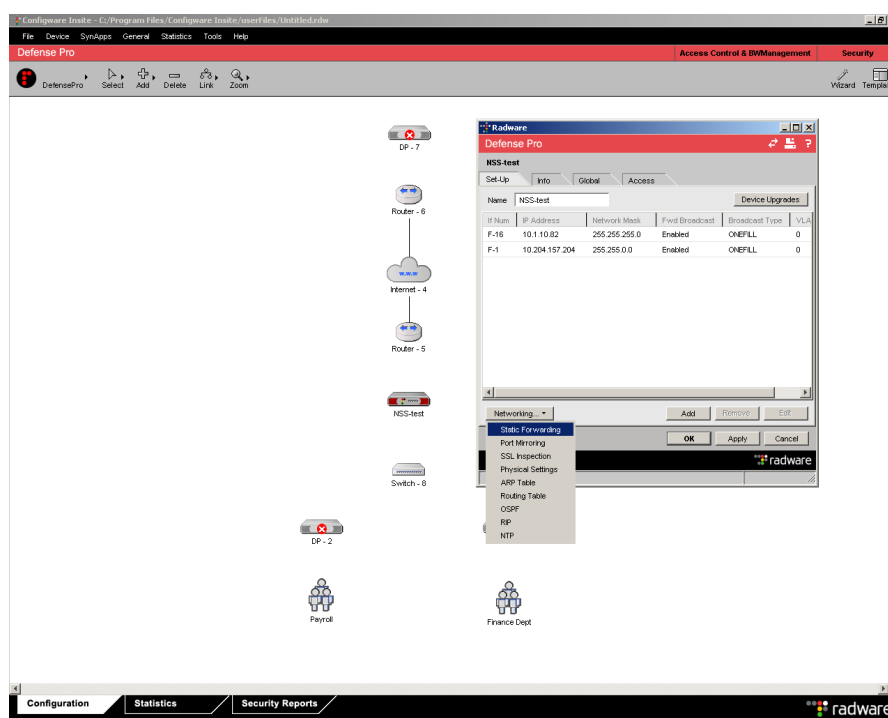 Configware Insite - C:/Program Files/Configware Insite/userFiles/Untitled.rdw
File Device SynApps General Statistics Tools Help
Defense Pro Access Control & BWManagement Security
DefensePro Select Add Delete Link Zoom Wizard Templa
DP - 7
Router - 6
www
Internet - 4
Router - 5
NSS-test
Switch - 8
DP - 2
Payroll
Finance Dept
Radware
Defense Pro ?
NSS-test
Set-Up Info Global Access
Name NSS-test Device Upgrades
If Num IP Address Network Mask Fwd Broadcast Broadcast Type VLA
F-16 10.1.10.82 255.255.255.0 Enabled ONEFILL 0
F-1 10.204.157.204 255.255.0.0 Enabled ONEFILL 0
Networking... Add Remove Edit
OK Apply Cancel
radware
Static Forwarding
Port Mirroring
SSL Inspection
Physical Settings
ARP Table
Routing Table
OSPF
RIP
NTP
Configuration Statistics Security Reports
radware